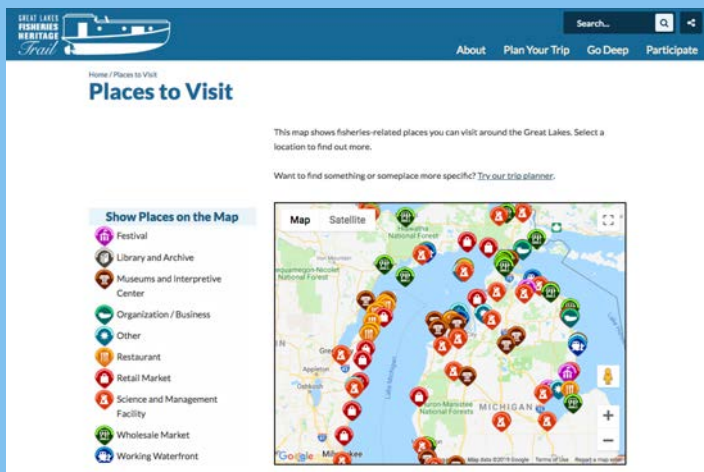 GREAT LAKES
FISHERIES
HERITAGE
Trail
Search...
About Plan Your Trip Go Deep Participate
Home / Places to Visit
Places to Visit
This map shows fisheries-related places you can visit around the Great Lakes. Select a
location to find out more.
Want to find something or someplace more specific? Try our trip planner.
Show Places on the Map
Festival
Library and Archive
Museums and Interpretive
Center
Organization / Business
Other
Restaurant
Retail Market
Science and Management
Facility
Wholesale Market
Working Waterfront
Map Satellite
Hiawatha
National Forest
National Forest
Appleton
Oshkosh
Lake Michigan
Huron-Manistee
National Forests
MICHIGAN
Google
Map data ©2019 Google Terms of Use Report a map error